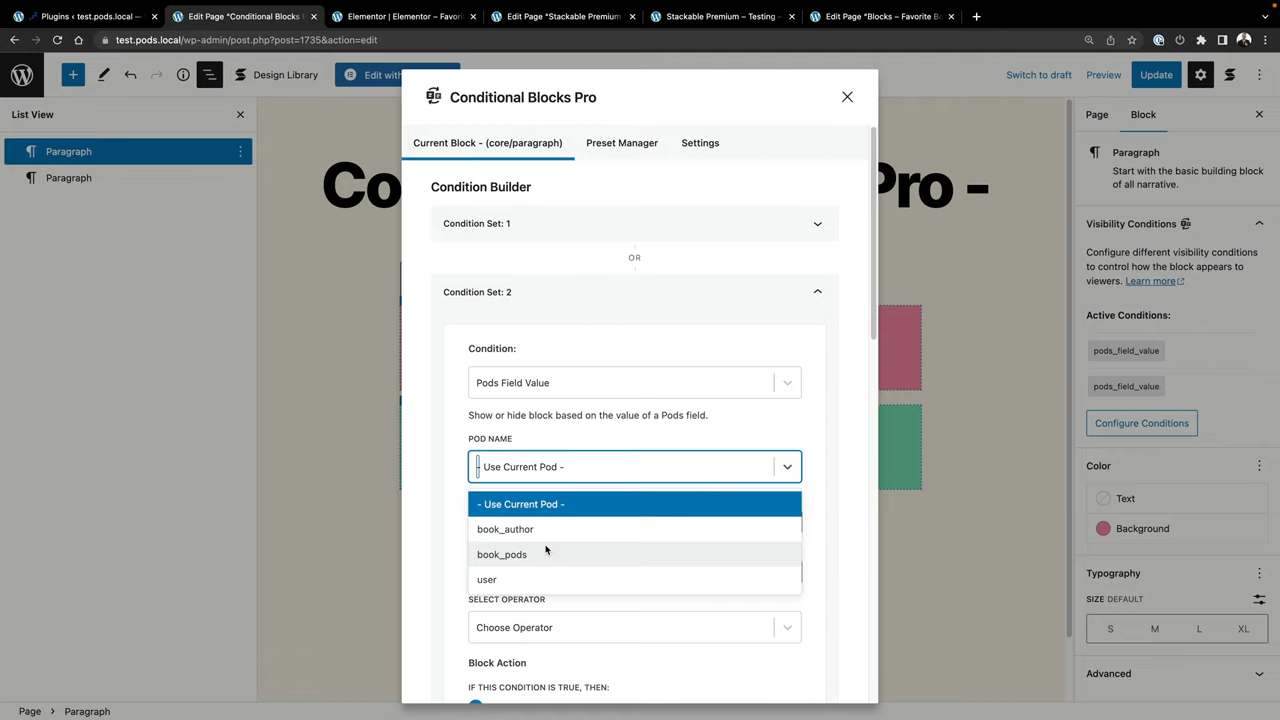 Plugins ‹ test.pods.local —
Edit Page "Conditional Blocks P
Elementor | Elementor – Favori
Edit Page "Stackable Premium
Stackable Premium – Testing –
Edit Page "Blocks – Favorite Bo
test.pods.local/wp-admin/post.php?post=1735&action=edit
Design Library
Edit with
Switch to draft
Preview
Update
List View
Paragraph
Paragraph
Co
Pro -
Conditional Blocks Pro
Current Block - (core/paragraph)
Preset Manager
Settings
Condition Builder
Condition Set: 1
OR
Condition Set: 2
Condition:
Pods Field Value
Show or hide block based on the value of a Pods field.
POD NAME
- Use Current Pod -
- Use Current Pod -
book_author
book_pods
user
SELECT OPERATOR
Choose Operator
Block Action
IF THIS CONDITION IS TRUE, THEN:
Page
Block
Paragraph
Start with the basic building block
of all narrative.
Visibility Conditions
Configure different visibility conditions
to control how the block appears to
viewers. Learn more
Active Conditions:
pods_field_value
pods_field_value
Configure Conditions
Color
Text
Background
Typography
SIZE DEFAULT
S
M
L
XL
Advanced
Page
Paragraph